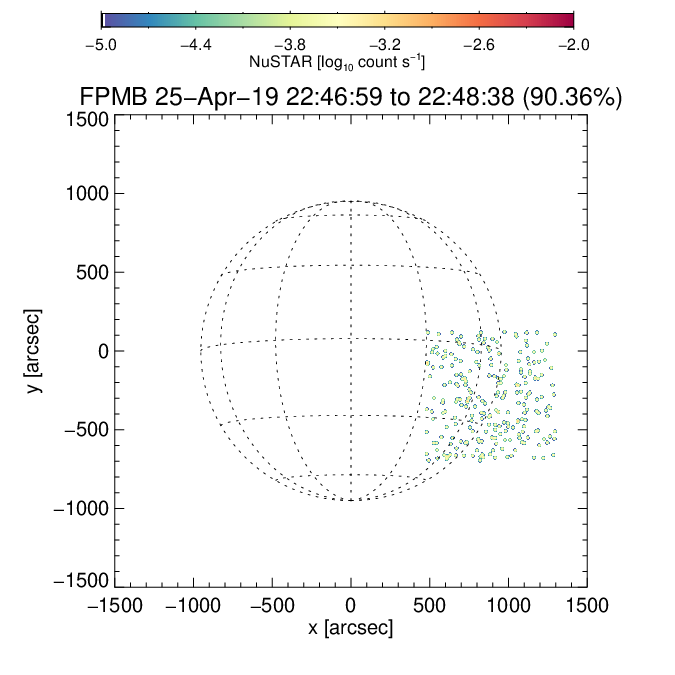 −5.0 −4.4 −3.8 −3.2 −2.6 −2.0
NuSTAR [log10 count s−1]
FPMB 25−Apr−19 22:46:59 to 22:48:38 (90.36%)
1500
1000
500
0
−500
−1000
−1500
y [arcsec]
−1500 −1000 −500 0 500 1000 1500
x [arcsec]